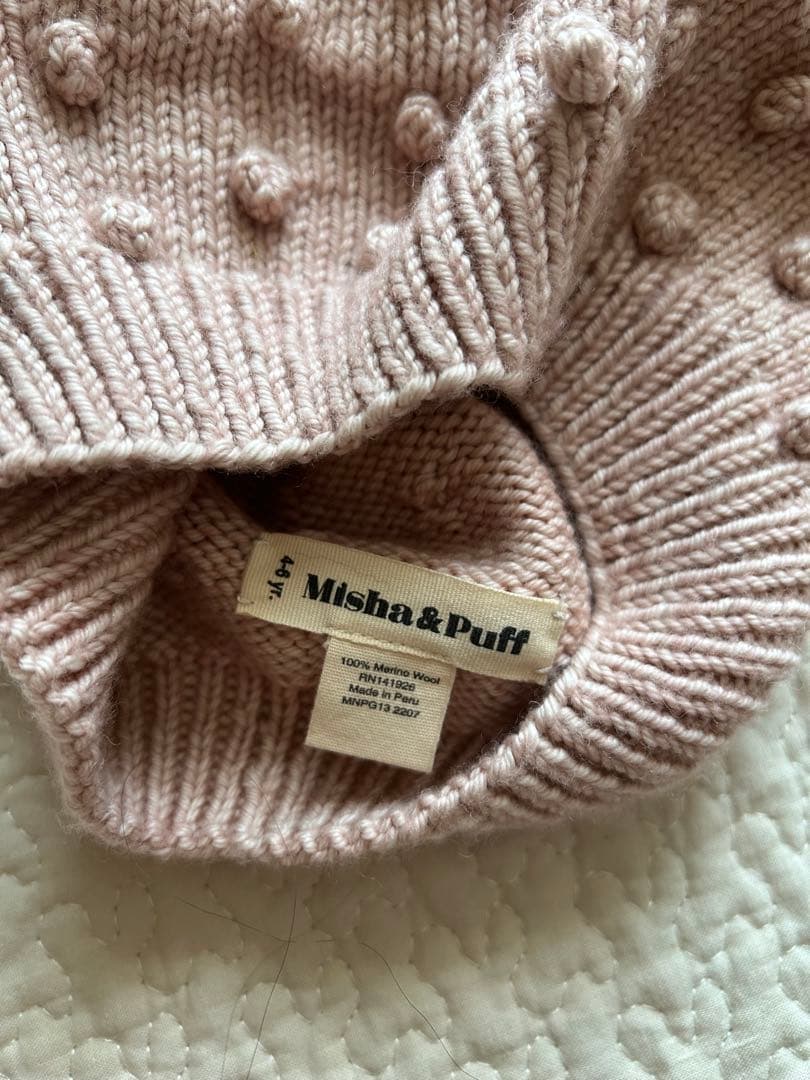 4-6 yr.
Misha&Puff
100% Merino Wool
RN141926
Made in Peru
MNPG13 2207